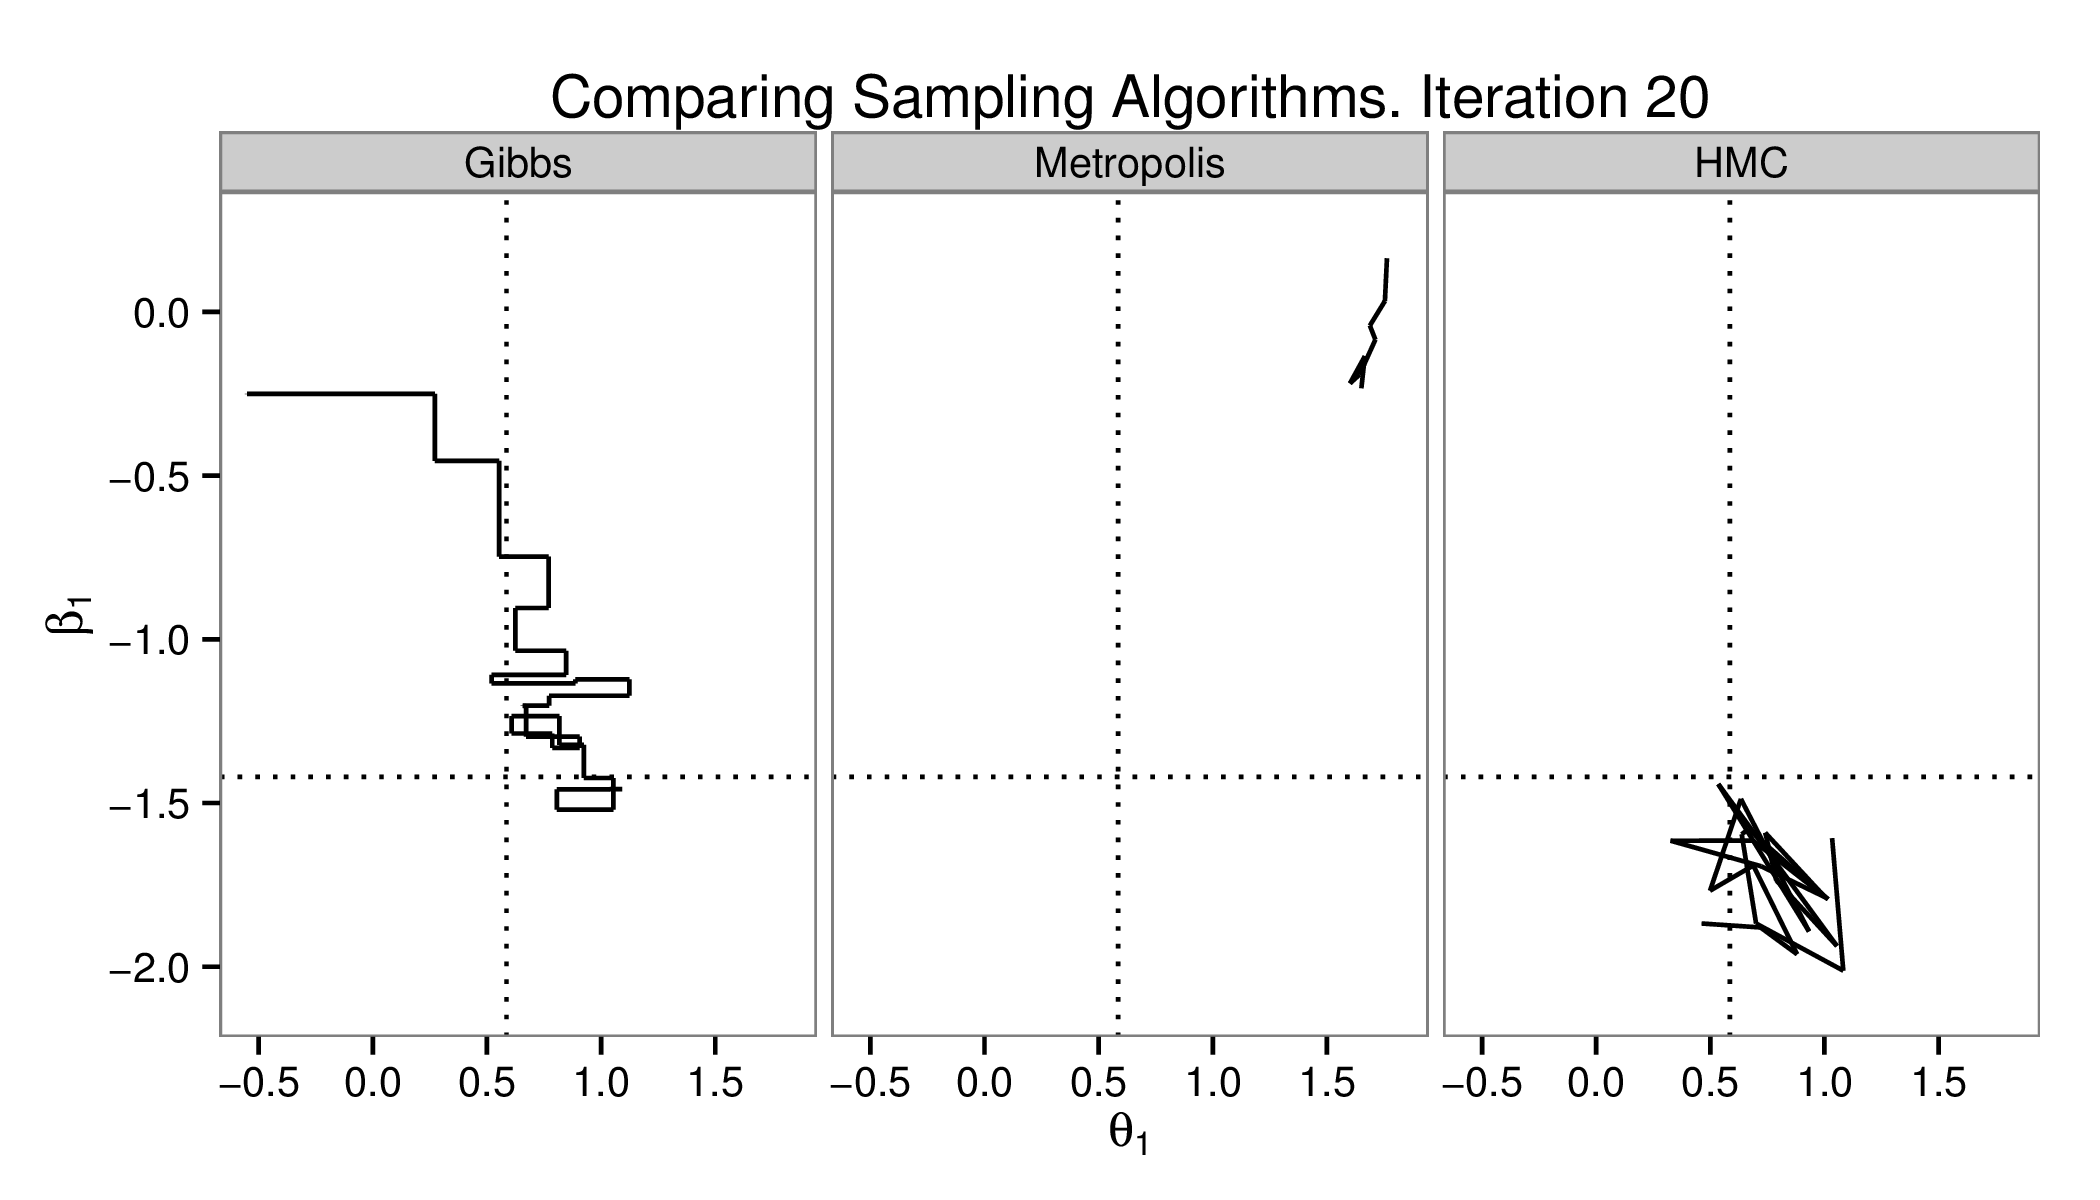 Comparing Sampling Algorithms. Iteration 20
Gibbs Metropolis HMC
0.0
−0.5
−1.0
−1.5
−2.0
β1
−0.5 0.0 0.5 1.0 1.5 −0.5 0.0 0.5 1.0 1.5 −0.5 0.0 0.5 1.0 1.5
θ1